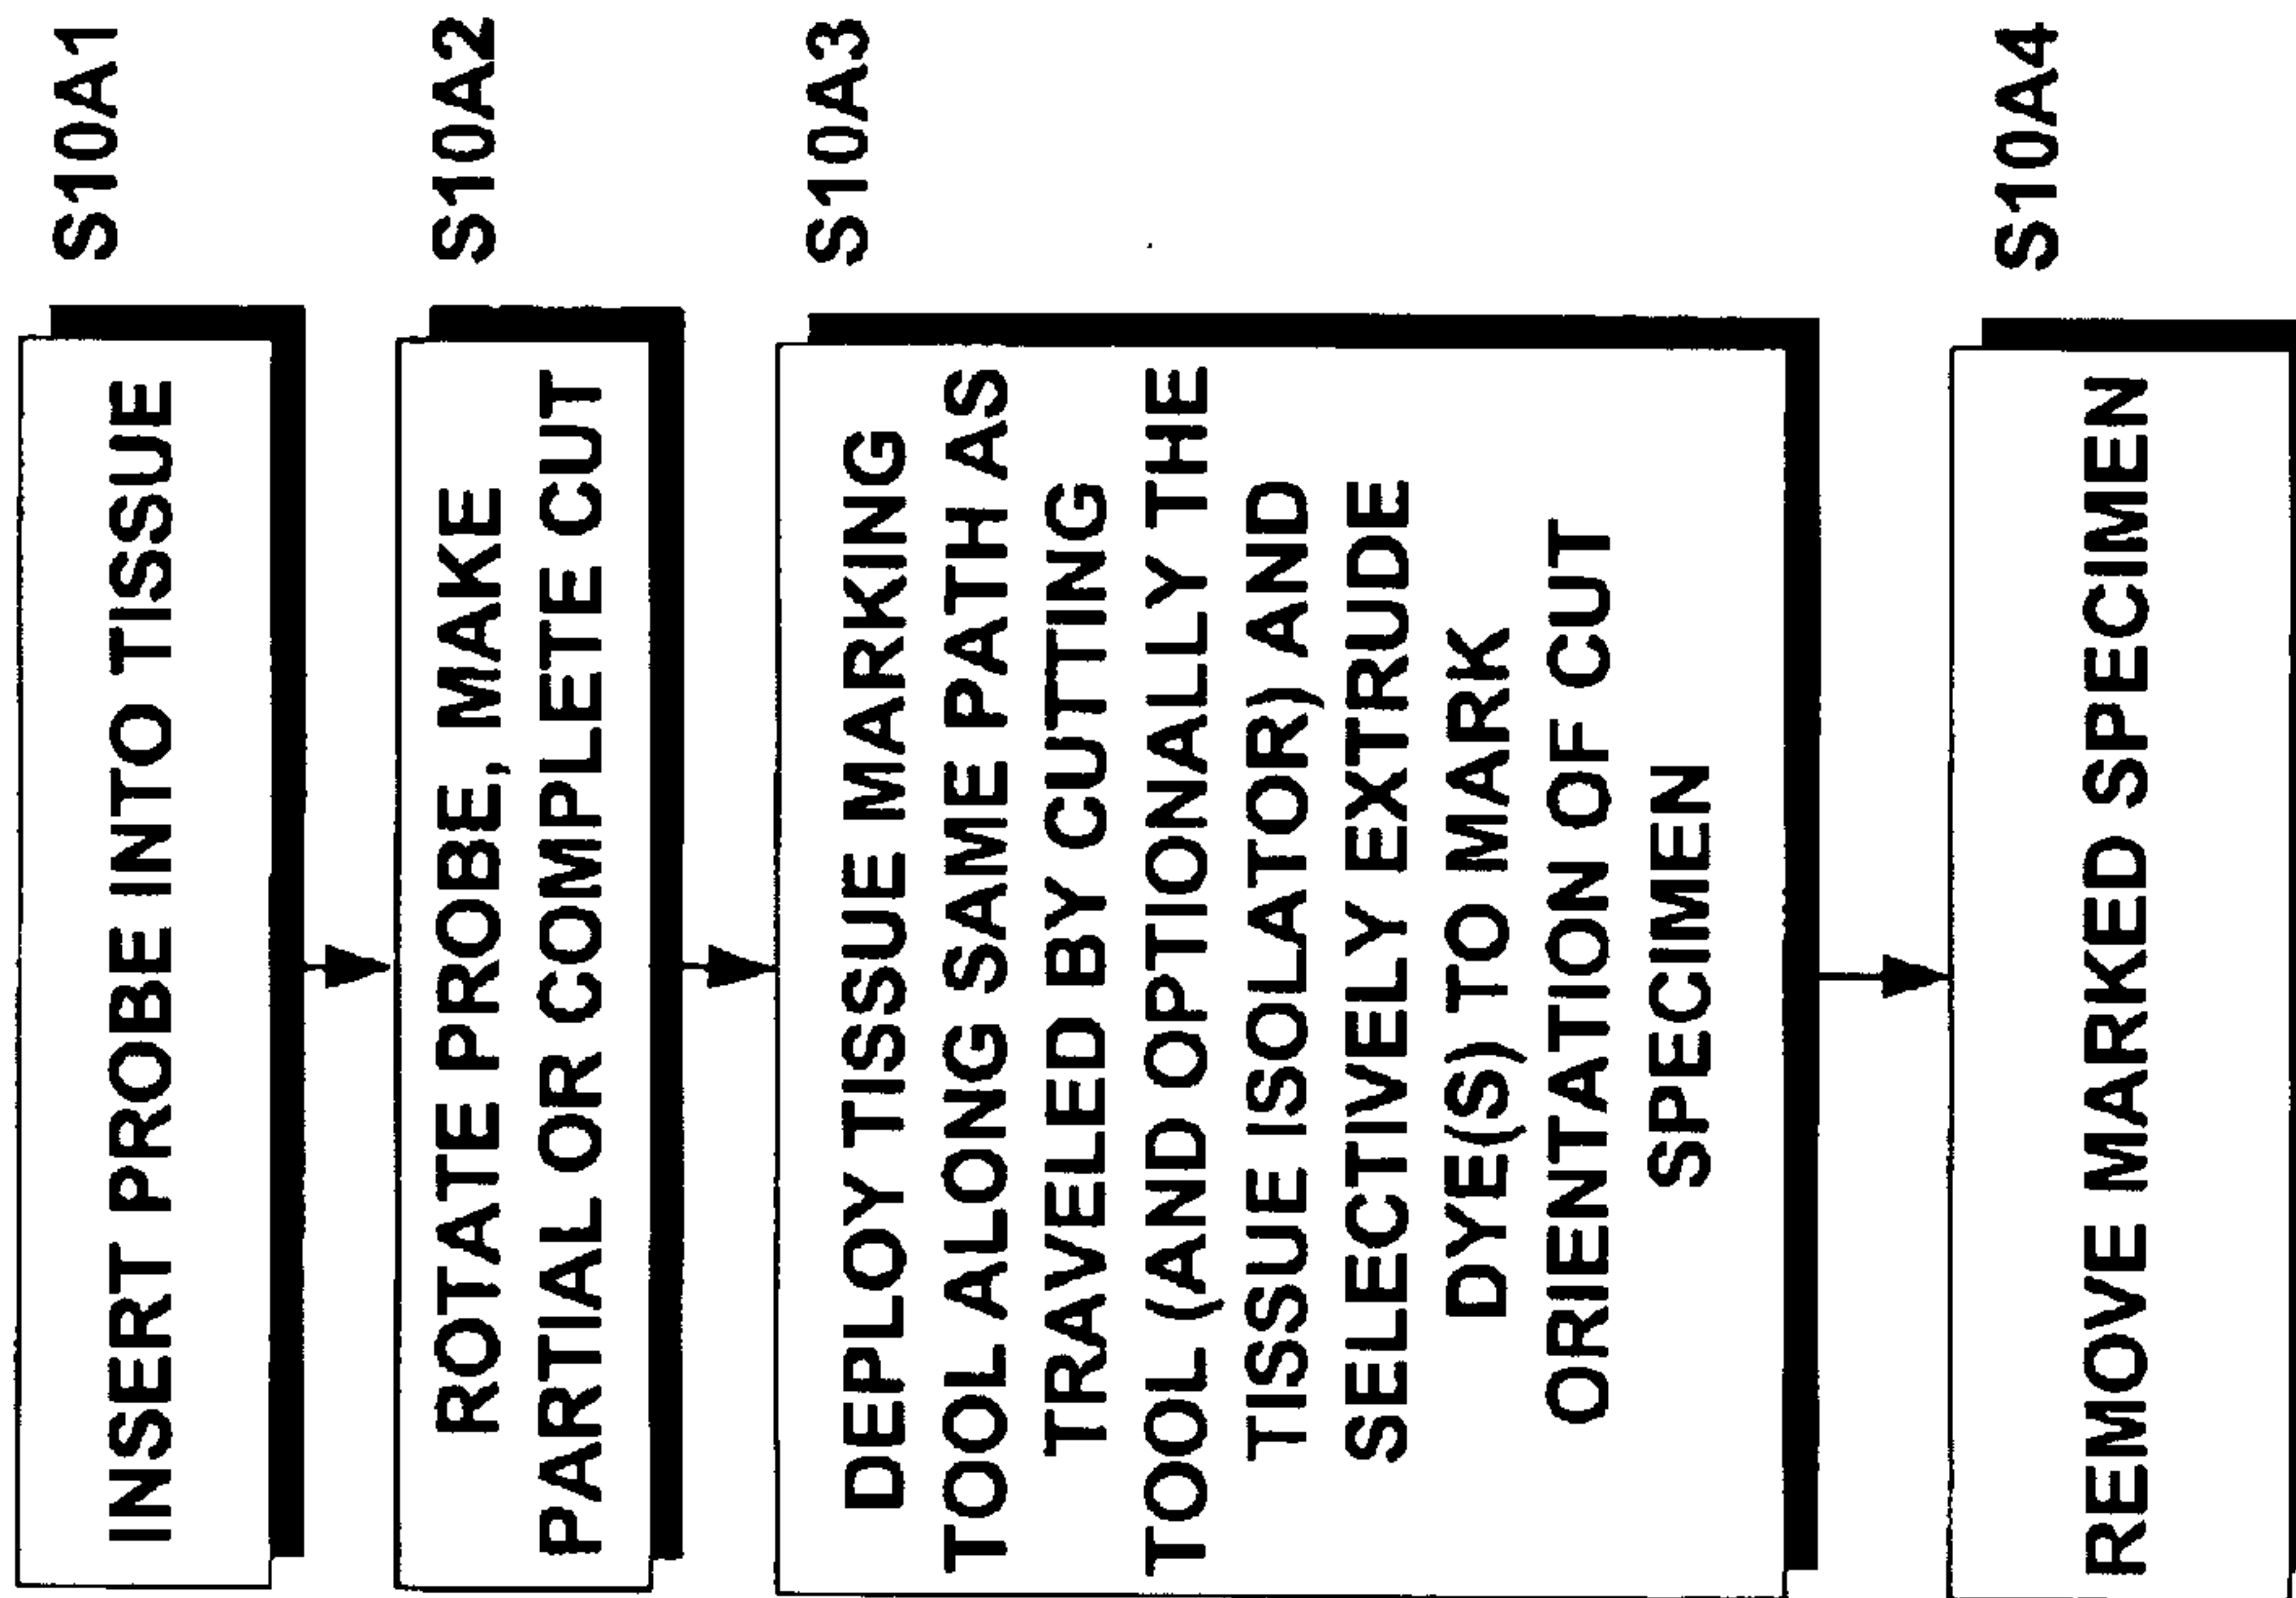 S10A1
INSERT PROBE INTO TISSUE
S10A2
ROTATE PROBE, MAKE
PARTIAL OR COMPLETE CUT
S10A3
DEPLOY TISSUE MARKING
TOOL ALONG SAME PATH AS
TRAVELED BY CUTTING
TOOL (AND OPTIONALLY THE
TISSUE ISOLATOR) AND
SELECTIVELY EXTRUDE
DYE(S) TO MARK
ORIENTATION OF CUT
SPECIMEN
S10A4
REMOVE MARKED SPECIMEN